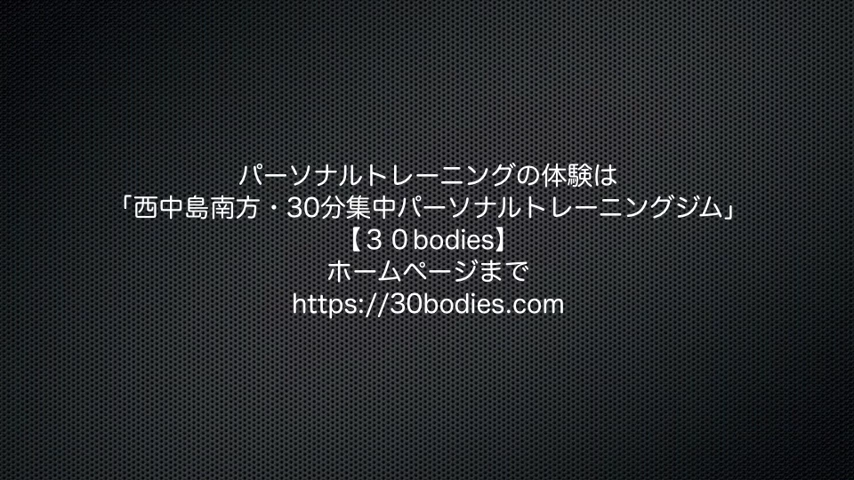 パーソナルトレーニングの体験は
「西中島南方・30分集中パーソナルトレーニングジム」
【３０bodies】
ホームページまで
https://30bodies.com